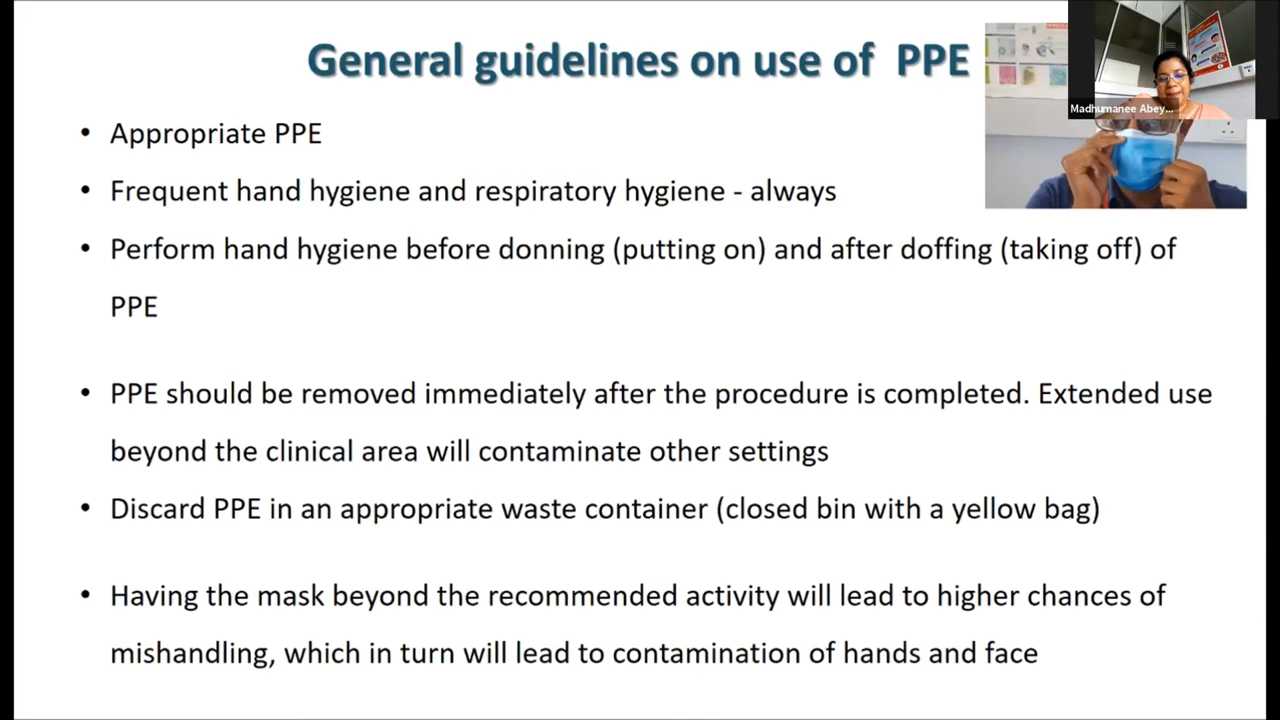 General guidelines on use of PPE
Madhumanee Abey...
• Appropriate PPE
• Frequent hand hygiene and respiratory hygiene - always
• Perform hand hygiene before donning (putting on) and after doffing (taking off) of
PPE
• PPE should be removed immediately after the procedure is completed. Extended use
beyond the clinical area will contaminate other settings
• Discard PPE in an appropriate waste container (closed bin with a yellow bag)
• Having the mask beyond the recommended activity will lead to higher chances of
mishandling, which in turn will lead to contamination of hands and face